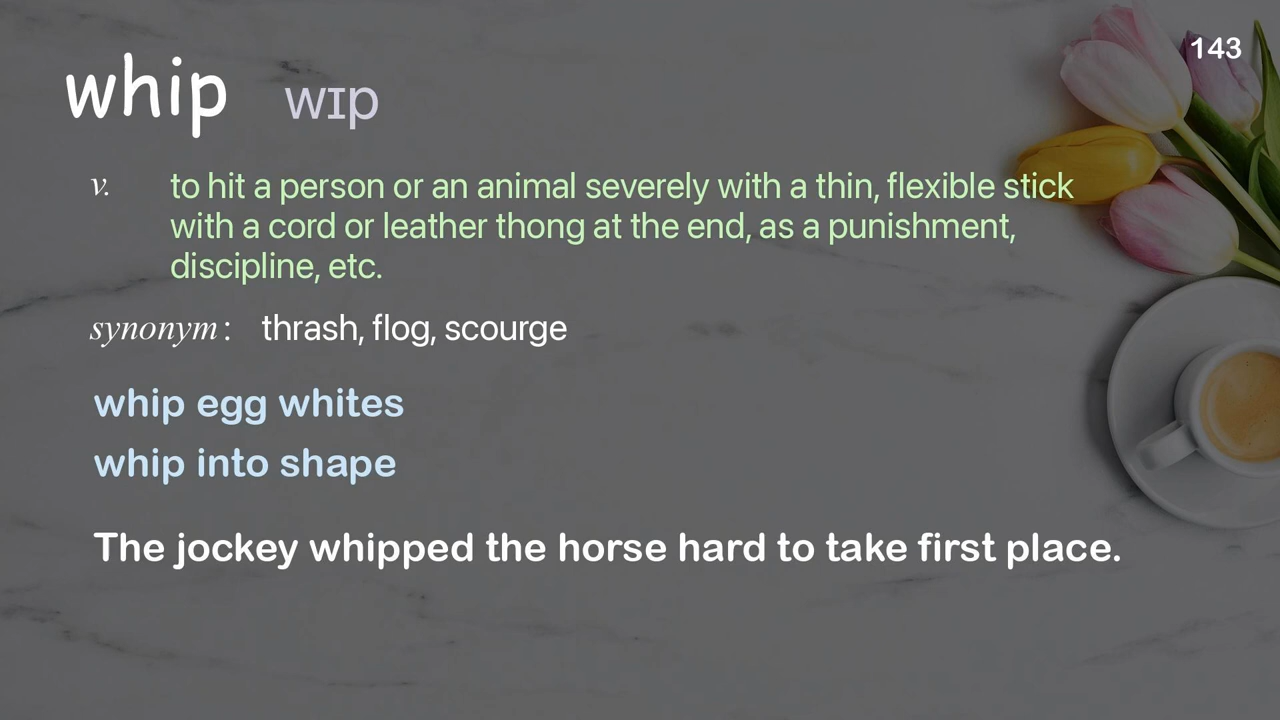 143
whip wɪp
v. to hit a person or an animal severely with a thin, flexible stick
with a cord or leather thong at the end, as a punishment,
discipline, etc.
synonym: thrash, flog, scourge
whip egg whites
whip into shape
The jockey whipped the horse hard to take first place.